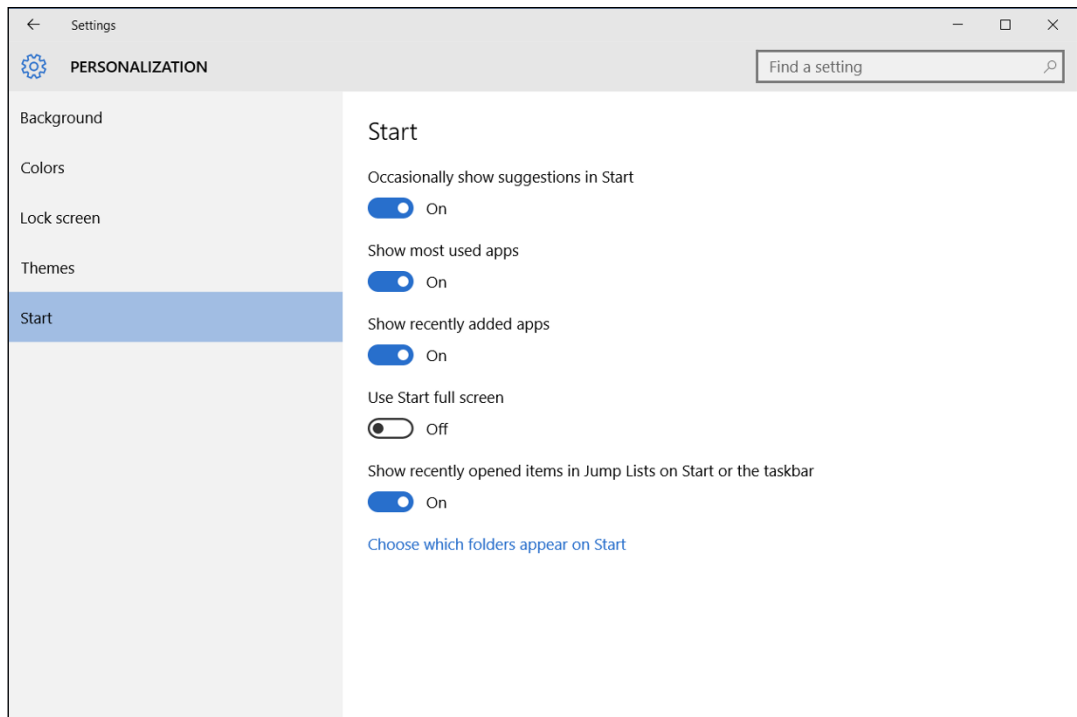 Settings
PERSONALIZATION
Find a setting
Background
Colors
Lock screen
Themes
Start
Start
Occasionally show suggestions in Start
On
Show most used apps
On
Show recently added apps
On
Use Start full screen
Off
Show recently opened items in Jump Lists on Start or the taskbar
On
Choose which folders appear on Start